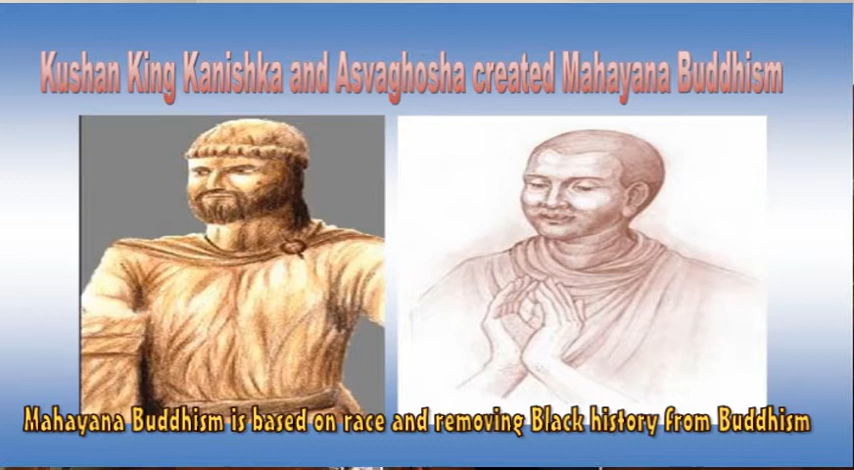 Kushan King Kanishka and Asvaghosha created Mahayana Buddhism
Mahayana Buddhism is based on race and removing Black history from Buddhism